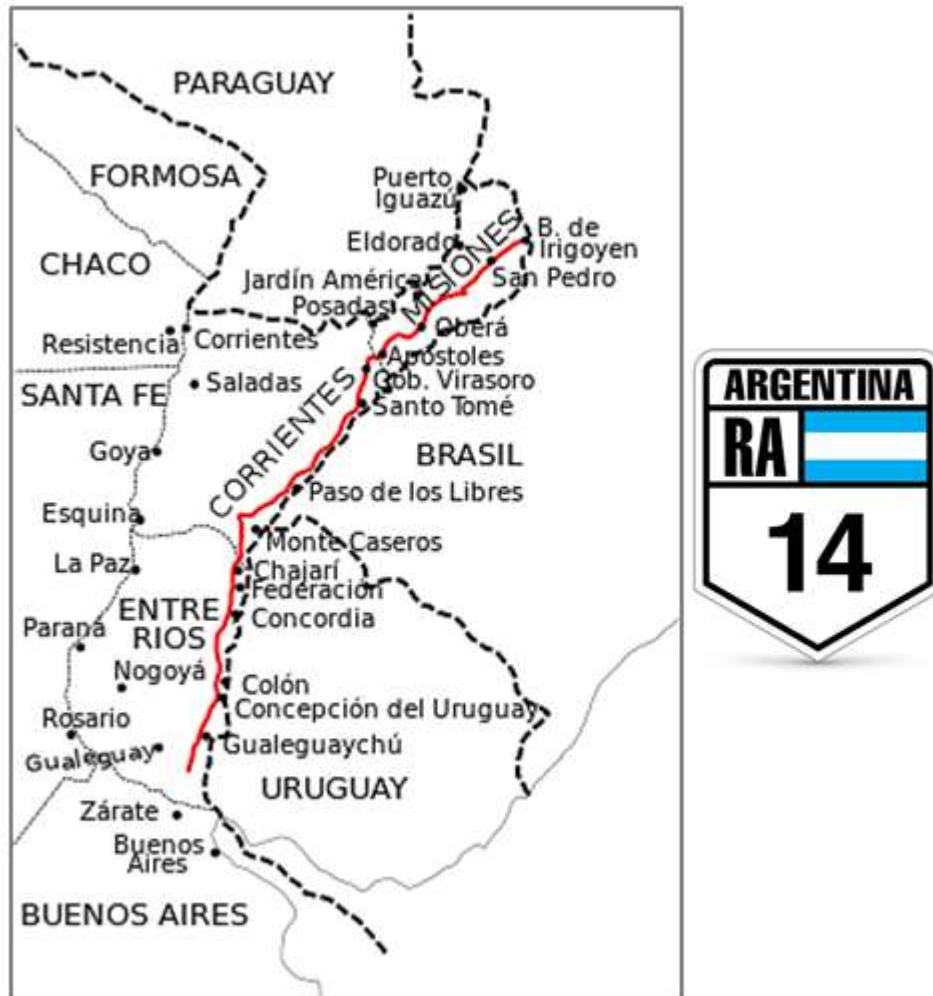 PARAGUAY
FORMOSA
Puerto
Iguazú
B. de
Irigoyen
Eldorado
MISIONES
CHACO
San Pedro
Jardín América
Posadas
Oberá
Resistencia
Corrientes
Apóstoles
Gob. Virasoro
SANTA FE
Saladas
Santo Tomé
CORRIENTES
Goya
BRASIL
Paso de los Libres
Esquina
Monte Caseros
La Paz
Chajarí
Federación
ENTRE
RIOS
Concordia
Paraná
Nogoyá
Colón
Concepción del Uruguay
Rosario
Gualeguay
Gualeguaychú
URUGUAY
Zárate
Buenos
Aires
BUENOS AIRES
ARGENTINA
RA
14